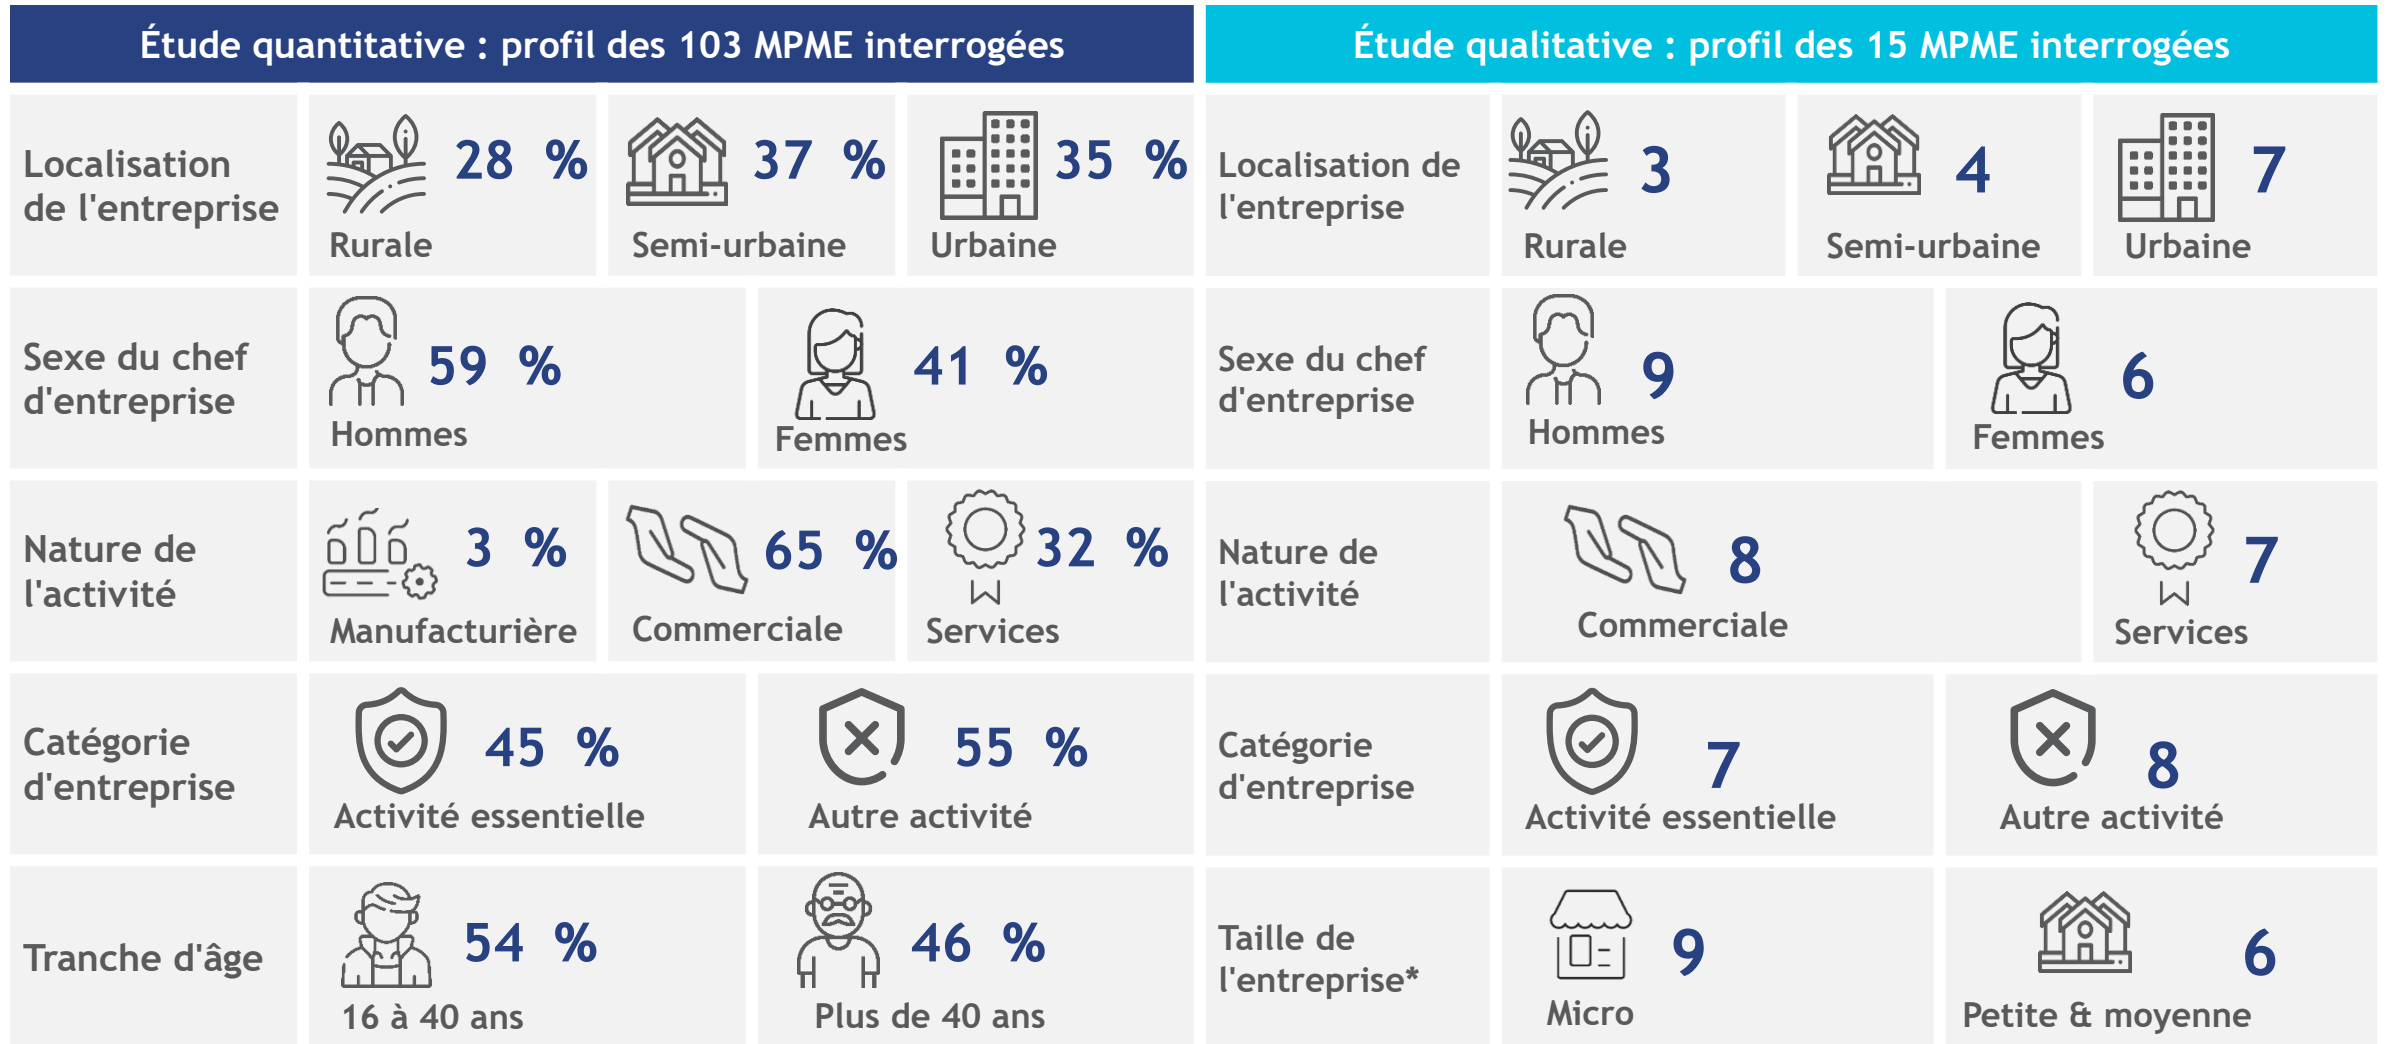 Étude quantitative : profil des 103 MPME interrogées
Localisation
de l'entreprise
28 %
Rurale
37 %
Semi-urbaine
35 %
Urbaine
Sexe du chef
d'entreprise
59 %
Hommes
41 %
Femmes
Nature de
l'activité
3 %
Manufacturière
65 %
Commerciale
32 %
Services
Catégorie
d'entreprise
45 %
Activité essentielle
55 %
Autre activité
Tranche d'âge
54 %
16 à 40 ans
46 %
Plus de 40 ans
Étude qualitative : profil des 15 MPME interrogées
Localisation de
l'entreprise
3
Rurale
4
Semi-urbaine
7
Urbaine
Sexe du chef
d'entreprise
9
Hommes
6
Femmes
Nature de
l'activité
8
Commerciale
7
Services
Catégorie
d'entreprise
7
Activité essentielle
8
Autre activité
Taille de
l'entreprise*
9
Micro
6
Petite & moyenne